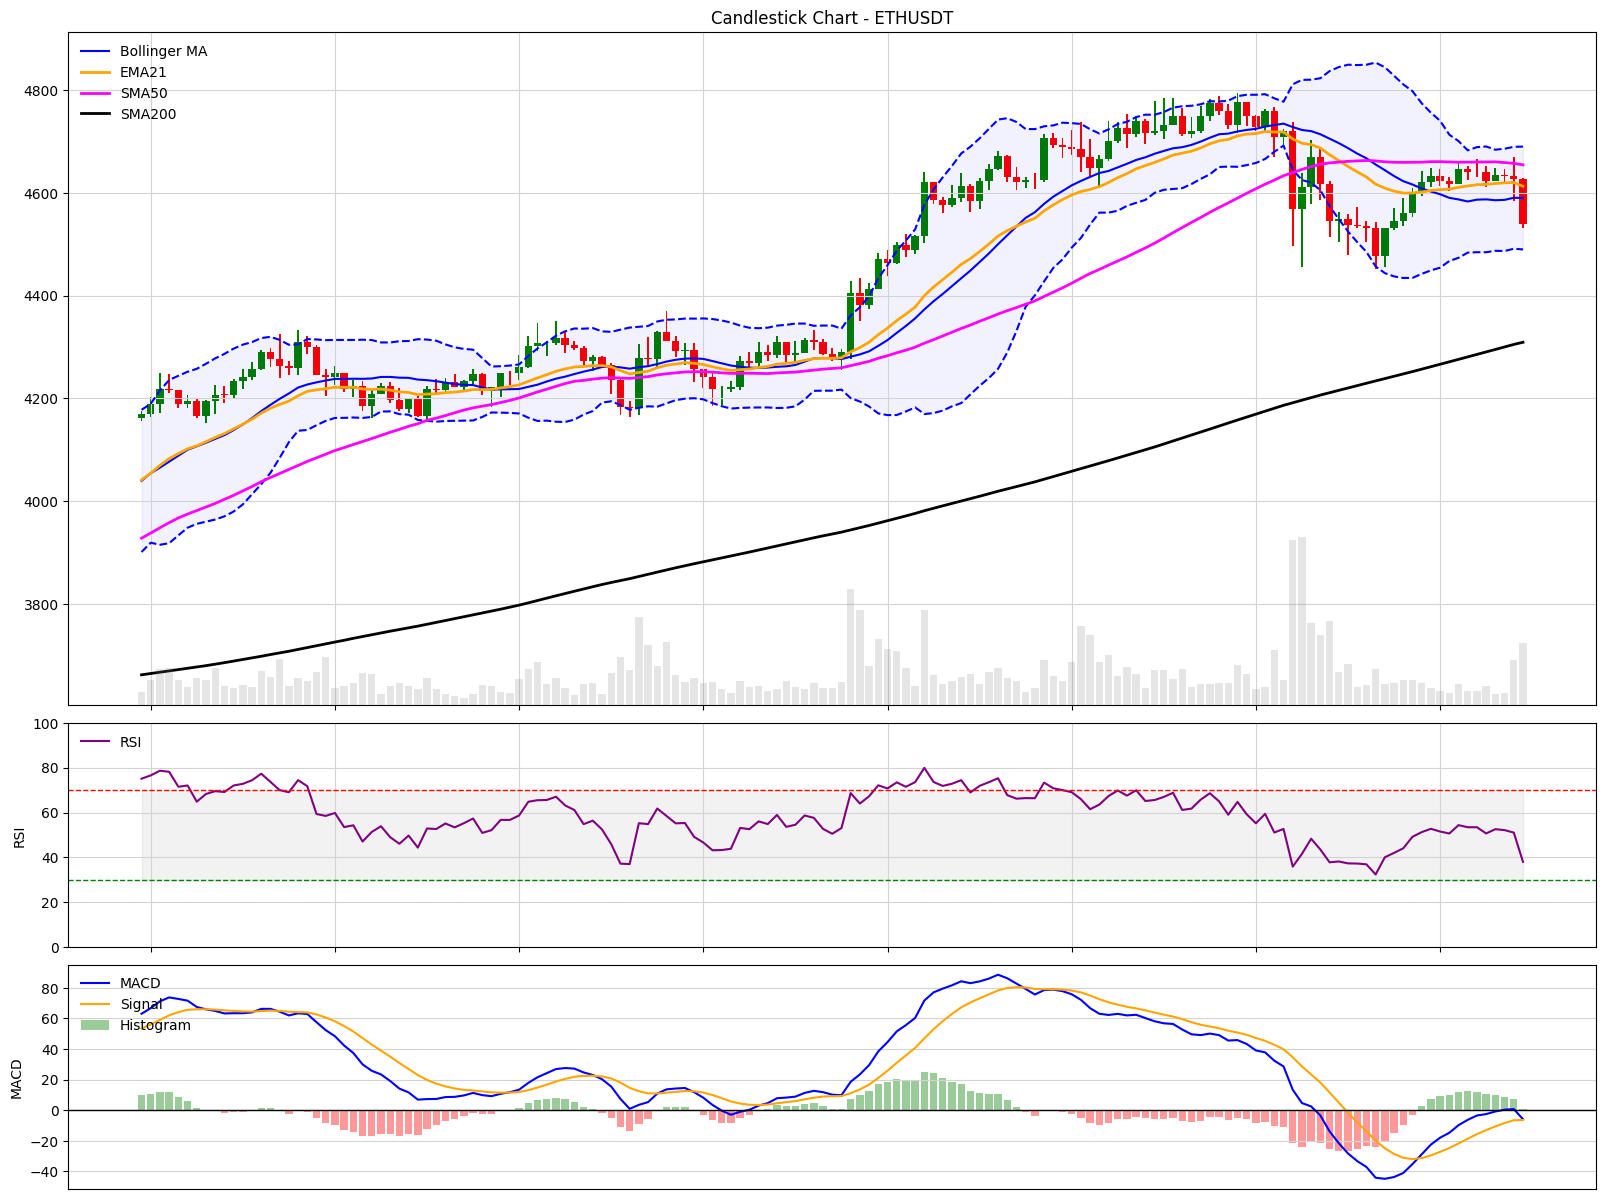 Candlestick Chart - ETHUSDT
Bollinger MA
EMA21
SMA50
SMA200
4800
4600
4400
4200
4000
3800
RSI
100
80
60
40
20
0
RSI
MACD
Signal
Histogram
80
60
40
20
0
−20
−40
MACD